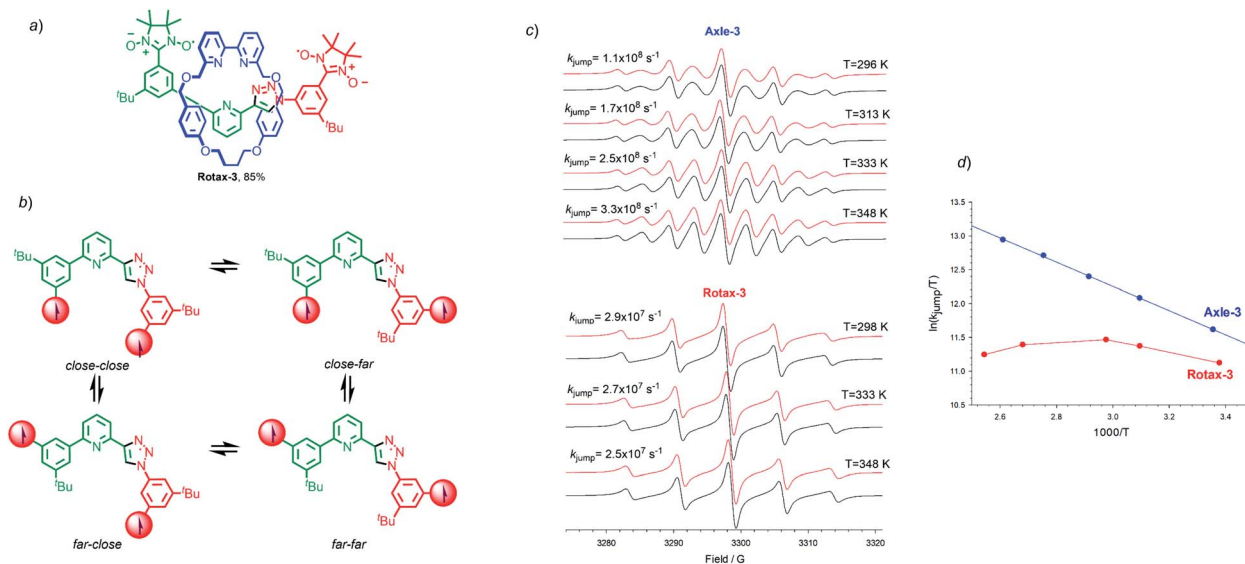 a)
N
N
O
−
+
O
•
tBu
N
N
O
O
N
N
N
N
O
O
•
O
N
N
+
O
−
tBu
Rotax-3, 85%
b)
tBu
N
N
N
N
tBu
close-close
tBu
N
N
N
N
tBu
close-far
N
N
N
N
tBu
tBu
far-close
N
N
N
N
tBu
tBu
far-far
c)
Axle-3
kjump= 1.1x10⁸ s⁻¹
T=296 K
kjump= 1.7x10⁸ s⁻¹
T=313 K
kjump= 2.5x10⁸ s⁻¹
T=333 K
kjump= 3.3x10⁸ s⁻¹
T=348 K
Rotax-3
kjump= 2.9x10⁷ s⁻¹
T=298 K
kjump= 2.7x10⁷ s⁻¹
T=333 K
kjump= 2.5x10⁷ s⁻¹
T=348 K
3280 3290 3300 3310 3320
Field / G
d)
ln(kjump/T)
13.5
13.0
12.5
12.0
11.5
11.0
10.5
Axle-3
Rotax-3
2.6 2.8 3.0 3.2 3.4
1000/T